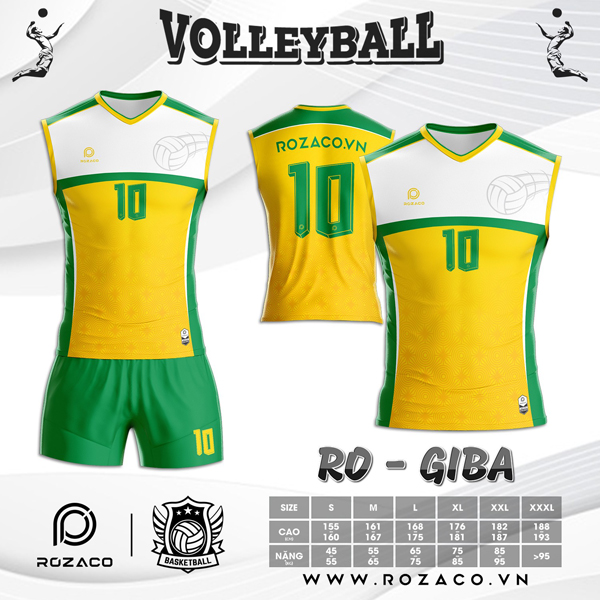 VOLLEYBALL
ROZACO
10
10
ROZACO.VN
10
ROZACO
10
RO - GIBA
ROZACO
BASKETBALL
SIZE S M L XL XXL XXXL
CAO 155 160 161 167 168 175 176 181 182 187 188 193
NẶNG 45 55 55 65 65 75 75 85 85 95 >95
WWW.ROZACO.VN